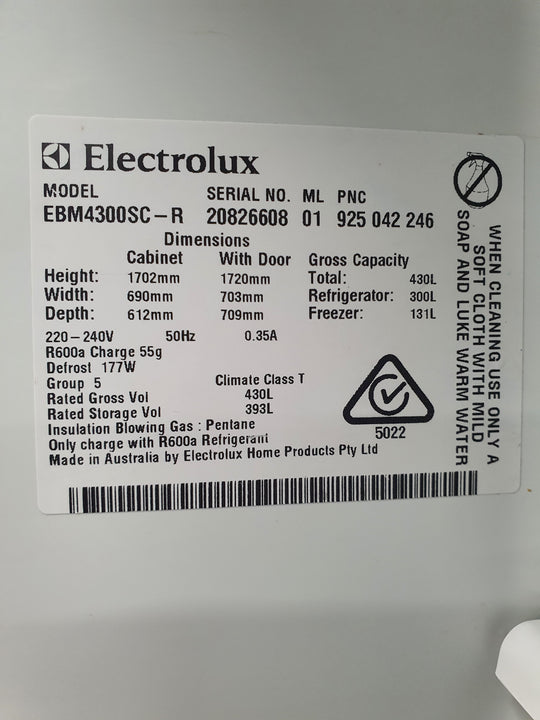 Electrolux
MODEL SERIAL NO. ML PNC
EBM4300SC-R 20826608 01 925 042 246
Dimensions
Cabinet With Door Gross Capacity
Height: 1702mm 1720mm Total: 430L
Width: 690mm 703mm Refrigerator: 300L
Depth: 612mm 709mm Freezer: 131L
220-240V 50Hz 0.35A
R600a Charge 55g
Defrost 177W
Group 5 Climate Class T
Rated Gross Vol 430L
Rated Storage Vol 393L
Insulation Blowing Gas : Pentane
Only charge with R600a Refrigerant
Made in Australia by Electrolux Home Products Pty Ltd
5022
WHEN CLEANING USE ONLY A
SOFT CLOTH WITH MILD
SOAP AND LUKE WARM WATER